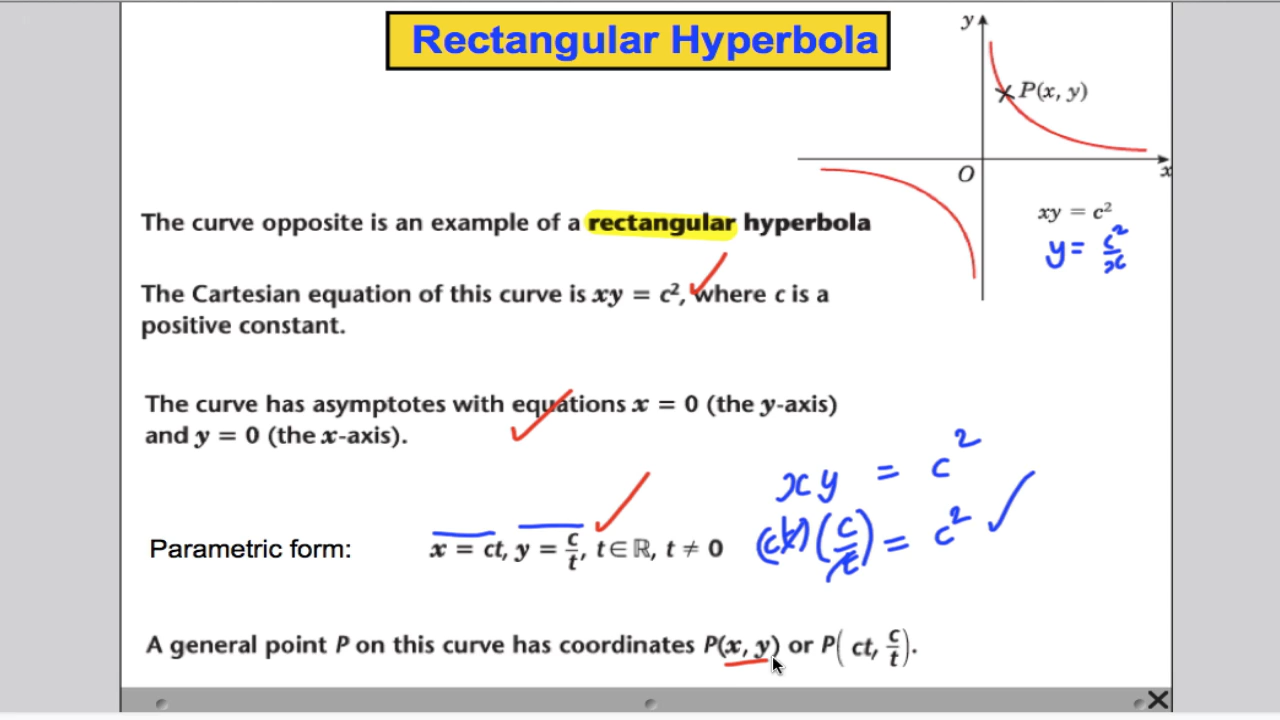 Rectangular Hyperbola
y
P(x, y)
O
x
xy = c²
y = c²/x
The curve opposite is an example of a rectangular hyperbola
The Cartesian equation of this curve is xy = c², where c is a
positive constant.
The curve has asymptotes with equations x = 0 (the y-axis)
and y = 0 (the x-axis).
xy = c²
Parametric form: x = ct, y = c/t, t ∈ ℝ, t ≠ 0
(ct)(c/t) = c²
A general point P on this curve has coordinates P(x, y) or P( ct, c/t).